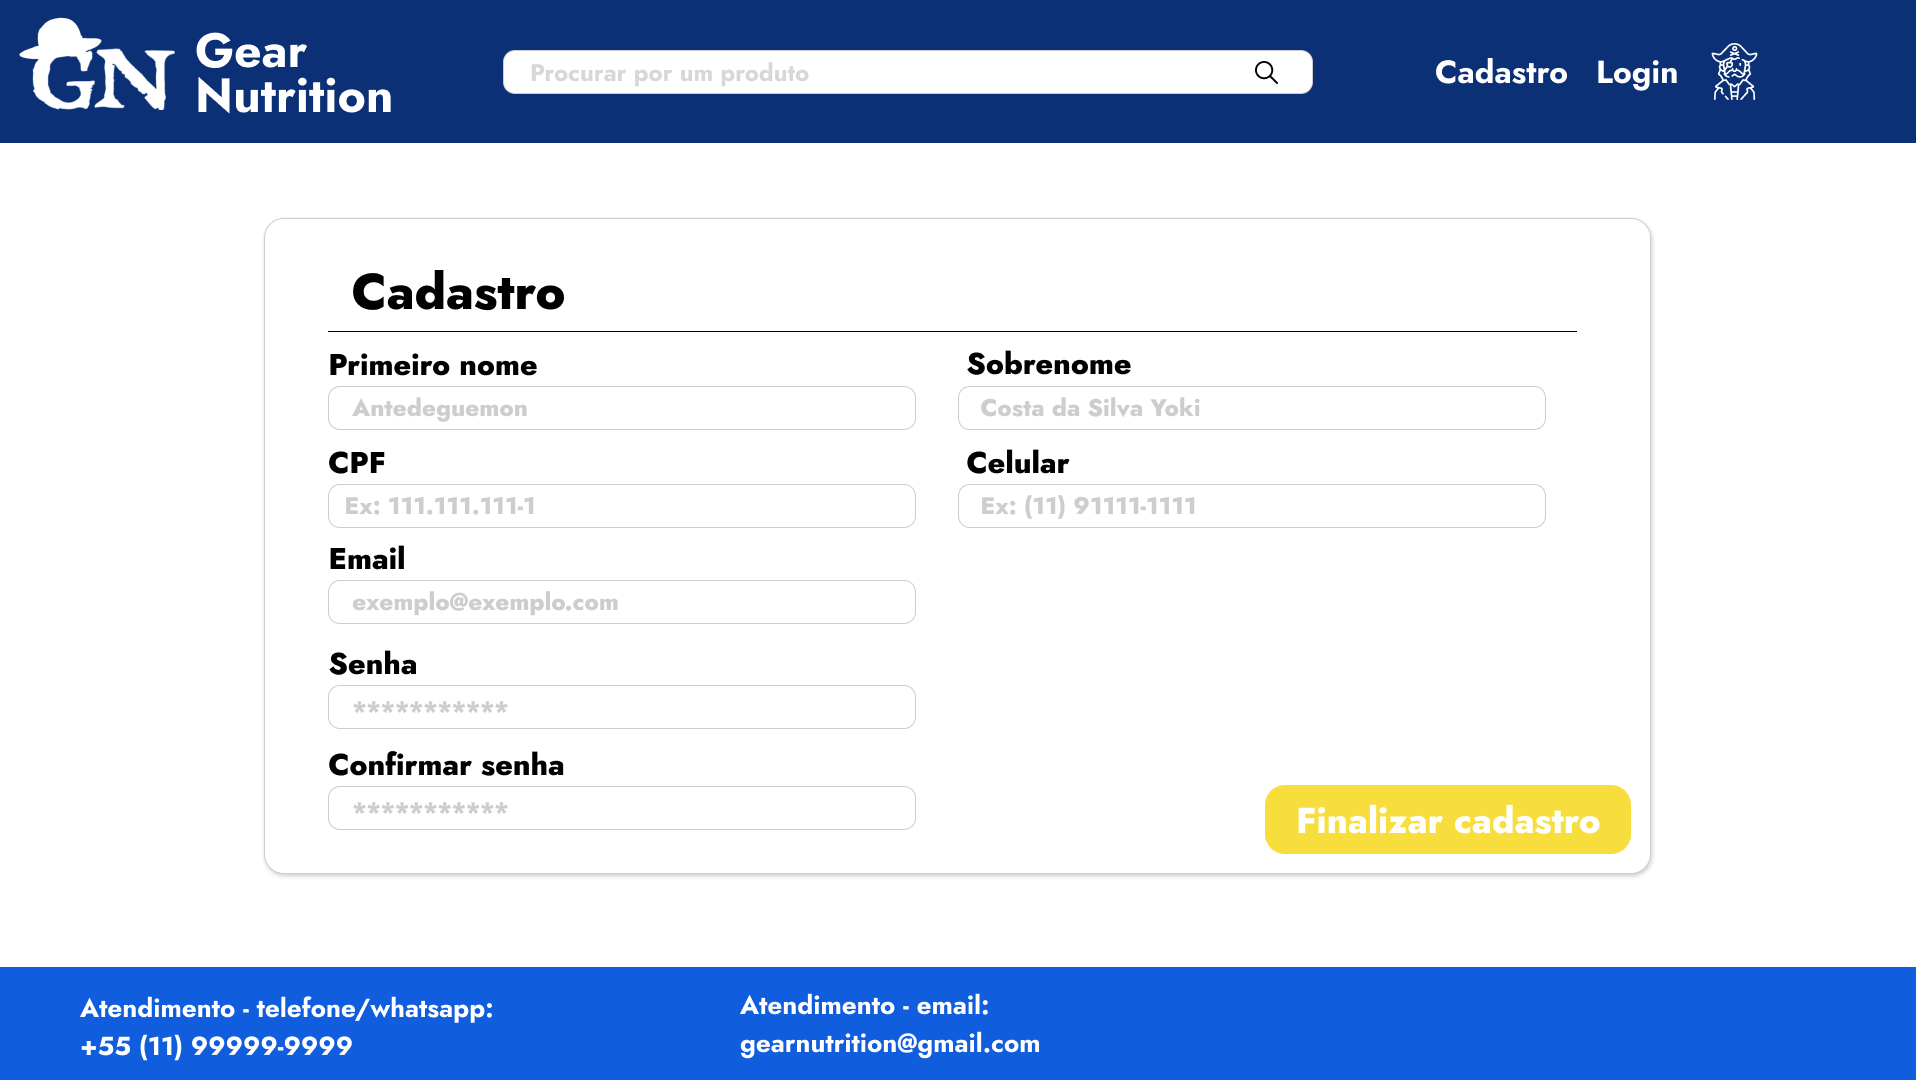 GN
Gear
Nutrition
Procurar por um produto
Cadastro
Login
Cadastro
Primeiro nome
Sobrenome
Antedeguemon
Costa da Silva Yoki
CPF
Celular
Ex: 111.111.111-1
Ex: (11) 91111-1111
Email
exemplo@exemplo.com
Senha
***********
Confirmar senha
***********
Finalizar cadastro
Atendimento - telefone/whatsapp:
+55 (11) 99999-9999
Atendimento - email:
gearnutrition@gmail.com